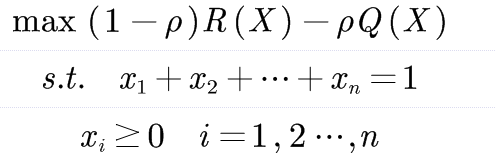 max (1 − ρ)R(X) − ρQ(X)
s.t. x₁ + x₂ + ⋯ + xₙ = 1
xᵢ ≥ 0 i = 1, 2 ⋯, n